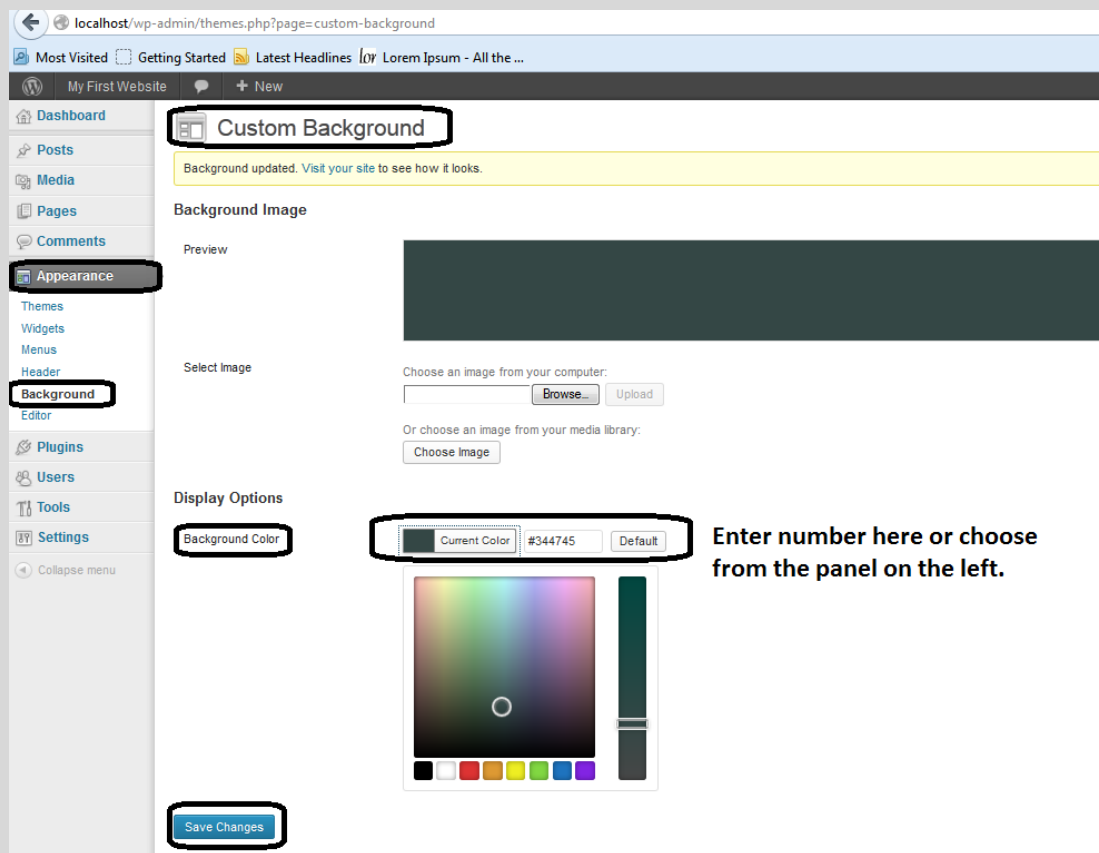 localhost/wp-admin/themes.php?page=custom-background
Most Visited Getting Started Latest Headlines lor Lorem Ipsum - All the ...
My First Website + New
Dashboard
Posts
Media
Pages
Comments
Appearance
Themes
Widgets
Menus
Header
Background
Editor
Plugins
Users
Tools
Settings
Collapse menu
Custom Background
Background updated. Visit your site to see how it looks.
Background Image
Preview
Select Image
Choose an image from your computer:
Browse... Upload
Or choose an image from your media library:
Choose Image
Display Options
Background Color
Current Color #344745 Default
Enter number here or choose
from the panel on the left.
Save Changes